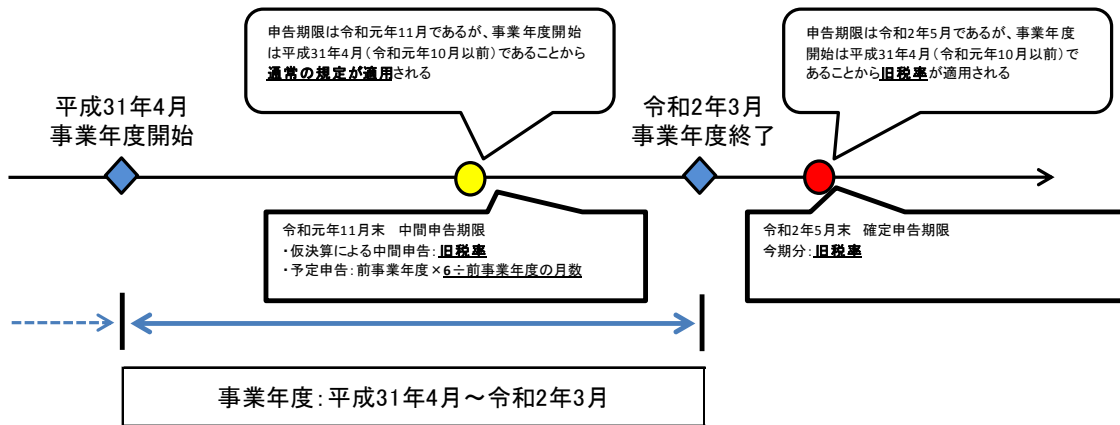 申告期限は令和元年11月であるが、事業年度開始
は平成31年4月(令和元年10月以前)であることから
通常の規定が適用される
申告期限は令和2年5月であるが、事業年度
開始は平成31年4月(令和元年10月以前)で
あることから旧税率が適用される
平成31年4月
事業年度開始
令和2年3月
事業年度終了
令和元年11月末 中間申告期限
・仮決算による中間申告:旧税率
・予定申告:前事業年度×6÷前事業年度の月数
令和2年5月末 確定申告期限
今期分:旧税率
事業年度:平成31年4月~令和2年3月